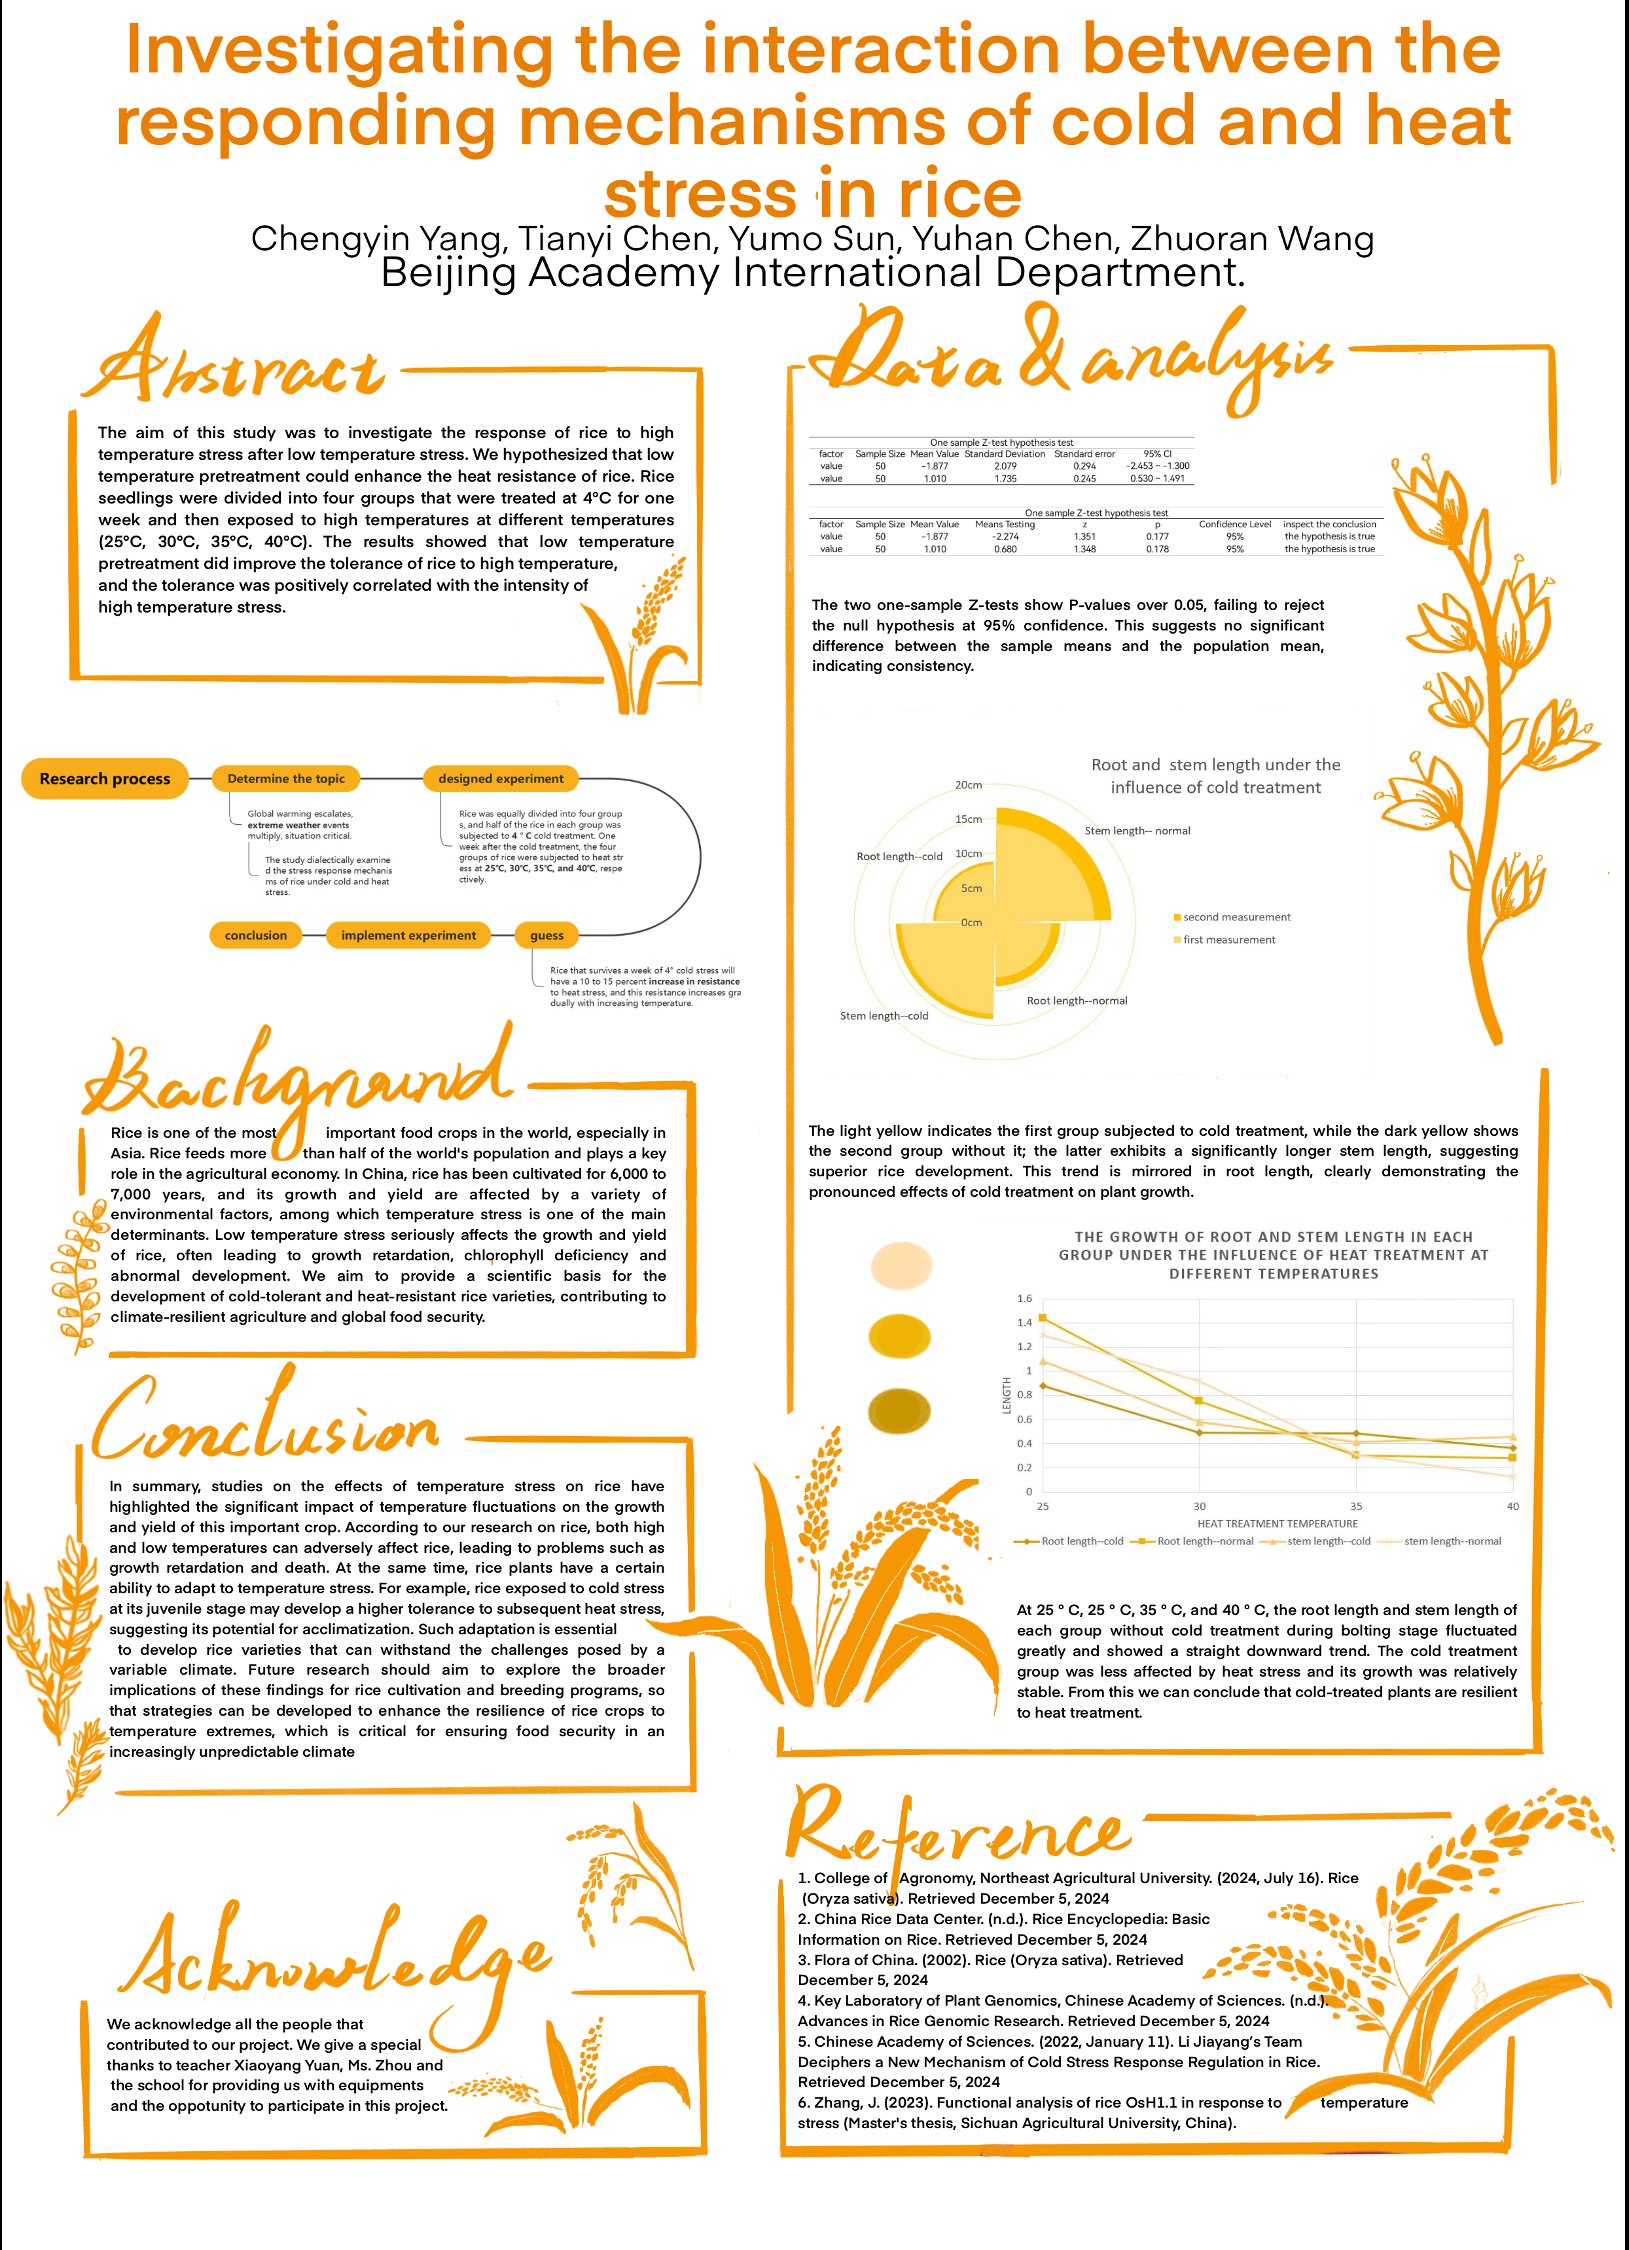 Investigating the interaction between the
responding mechanisms of cold and heat
stress in rice
Chengyin Yang, Tianyi Chen, Yumo Sun, Yuhan Chen, Zhuoran Wang
Beijing Academy International Department.
Abstract
The aim of this study was to investigate the response of rice to high
temperature stress after low temperature stress. We hypothesized that low
temperature pretreatment could enhance the heat resistance of rice. Rice
seedlings were divided into four groups that were treated at 4°C for one
week and then exposed to high temperatures at different temperatures
(25°C, 30°C, 35°C, 40°C). The results showed that low temperature
pretreatment did improve the tolerance of rice to high temperature,
and the tolerance was positively correlated with the intensity of
high temperature stress.
Research process
Determine the topic
designed experiment
Global warming escalates,
extreme weather events
multiply, situation critical.
The study dialectically examine
d the stress response mechanis
ms of rice under cold and heat
stress.
Rice was equally divided into four group
s, and half of the rice in each group was
subjected to 4 ° C cold treatment. One
week after the cold treatment, the four
groups of rice were subjected to heat str
ess at 25℃, 30℃, 35℃, and 40℃, respe
ctively.
conclusion
implement experiment
guess
Rice that survives a week of 4° cold stress will
have a 10 to 15 percent increase in resistance
to heat stress, and this resistance increases gra
dually with increasing temperature.
Background
Rice is one of the most important food crops in the world, especially in
Asia. Rice feeds more than half of the world's population and plays a key
role in the agricultural economy. In China, rice has been cultivated for 6,000 to
7,000 years, and its growth and yield are affected by a variety of
environmental factors, among which temperature stress is one of the main
determinants. Low temperature stress seriously affects the growth and yield
of rice, often leading to growth retardation, chlorophyll deficiency and
abnormal development. We aim to provide a scientific basis for the
development of cold-tolerant and heat-resistant rice varieties, contributing to
climate-resilient agriculture and global food security.
Conclusion
In summary, studies on the effects of temperature stress on rice have
highlighted the significant impact of temperature fluctuations on the growth
and yield of this important crop. According to our research on rice, both high
and low temperatures can adversely affect rice, leading to problems such as
growth retardation and death. At the same time, rice plants have a certain
ability to adapt to temperature stress. For example, rice exposed to cold stress
at its juvenile stage may develop a higher tolerance to subsequent heat stress,
suggesting its potential for acclimatization. Such adaptation is essential
to develop rice varieties that can withstand the challenges posed by a
variable climate. Future research should aim to explore the broader
implications of these findings for rice cultivation and breeding programs, so
that strategies can be developed to enhance the resilience of rice crops to
temperature extremes, which is critical for ensuring food security in an
increasingly unpredictable climate
Acknowledge
We acknowledge all the people that
contributed to our project. We give a special
thanks to teacher Xiaoyang Yuan, Ms. Zhou and
the school for providing us with equipments
and the oppotunity to participate in this project.
Data & analysis
One sample Z-test hypothesis test
factor Sample Size Mean Value Standard Deviation Standard error 95% CI
value 50 -1.877 2.079 0.294 -2.453 ~ -1.300
value 50 1.010 1.735 0.245 0.530 ~ 1.491
One sample Z-test hypothesis test
factor Sample Size Mean Value Means Testing z p Confidence Level inspect the conclusion
value 50 -1.877 -2.274 1.351 0.177 95% the hypothesis is true
value 50 1.010 0.680 1.348 0.178 95% the hypothesis is true
The two one-sample Z-tests show P-values over 0.05, failing to reject
the null hypothesis at 95% confidence. This suggests no significant
difference between the sample means and the population mean,
indicating consistency.
Root and stem length under the
influence of cold treatment
20cm
15cm
10cm
5cm
0cm
Stem length-- normal
Root length--cold
Root length--normal
Stem length--cold
second measurement
first measurement
The light yellow indicates the first group subjected to cold treatment, while the dark yellow shows
the second group without it; the latter exhibits a significantly longer stem length, suggesting
superior rice development. This trend is mirrored in root length, clearly demonstrating the
pronounced effects of cold treatment on plant growth.
THE GROWTH OF ROOT AND STEM LENGTH IN EACH
GROUP UNDER THE INFLUENCE OF HEAT TREATMENT AT
DIFFERENT TEMPERATURES
1.6
1.4
1.2
1
0.8
0.6
0.4
0.2
0
LENGTH
25 30 35 40
HEAT TREATMENT TEMPERATURE
Root length--cold Root length--normal stem length--cold stem length--normal
At 25 ° C, 25 ° C, 35 ° C, and 40 ° C, the root length and stem length of
each group without cold treatment during bolting stage fluctuated
greatly and showed a straight downward trend. The cold treatment
group was less affected by heat stress and its growth was relatively
stable. From this we can conclude that cold-treated plants are resilient
to heat treatment.
Reference
1. College of Agronomy, Northeast Agricultural University. (2024, July 16). Rice
(Oryza sativa). Retrieved December 5, 2024
2. China Rice Data Center. (n.d.). Rice Encyclopedia: Basic
Information on Rice. Retrieved December 5, 2024
3. Flora of China. (2002). Rice (Oryza sativa). Retrieved
December 5, 2024
4. Key Laboratory of Plant Genomics, Chinese Academy of Sciences. (n.d.).
Advances in Rice Genomic Research. Retrieved December 5, 2024
5. Chinese Academy of Sciences. (2022, January 11). Li Jiayang's Team
Deciphers a New Mechanism of Cold Stress Response Regulation in Rice.
Retrieved December 5, 2024
6. Zhang, J. (2023). Functional analysis of rice OsH1.1 in response to temperature
stress (Master's thesis, Sichuan Agricultural University, China).